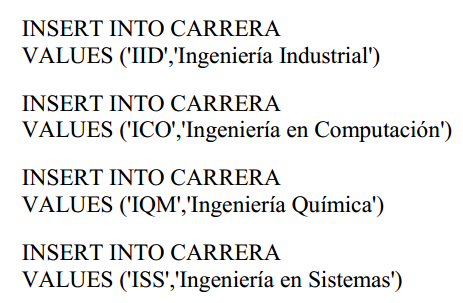 INSERT INTO CARRERA
VALUES ('IID','Ingeniería Industrial')
INSERT INTO CARRERA
VALUES ('ICO','Ingeniería en Computación')
INSERT INTO CARRERA
VALUES ('IQM','Ingeniería Química')
INSERT INTO CARRERA
VALUES ('ISS','Ingeniería en Sistemas')